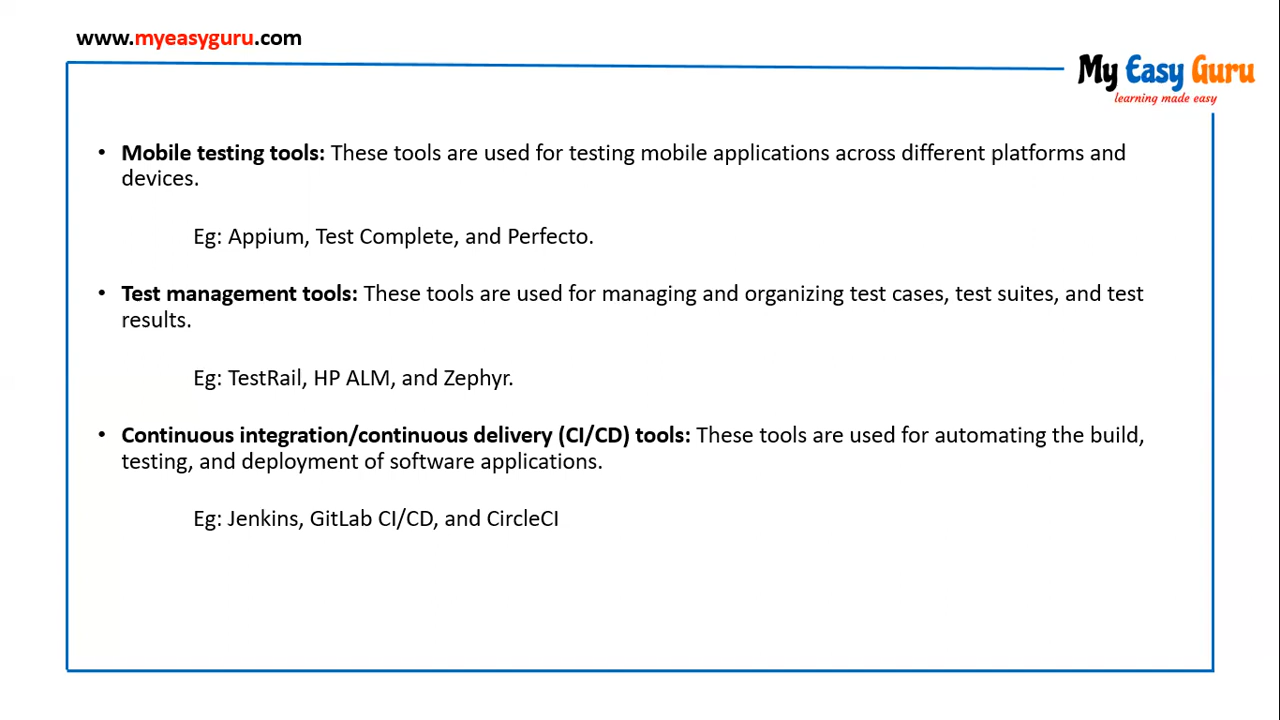 www.myeasyguru.com
My Easy Guru
learning made easy
• Mobile testing tools: These tools are used for testing mobile applications across different platforms and
devices.
Eg: Appium, Test Complete, and Perfecto.
• Test management tools: These tools are used for managing and organizing test cases, test suites, and test
results.
Eg: TestRail, HP ALM, and Zephyr.
• Continuous integration/continuous delivery (CI/CD) tools: These tools are used for automating the build,
testing, and deployment of software applications.
Eg: Jenkins, GitLab CI/CD, and CircleCI